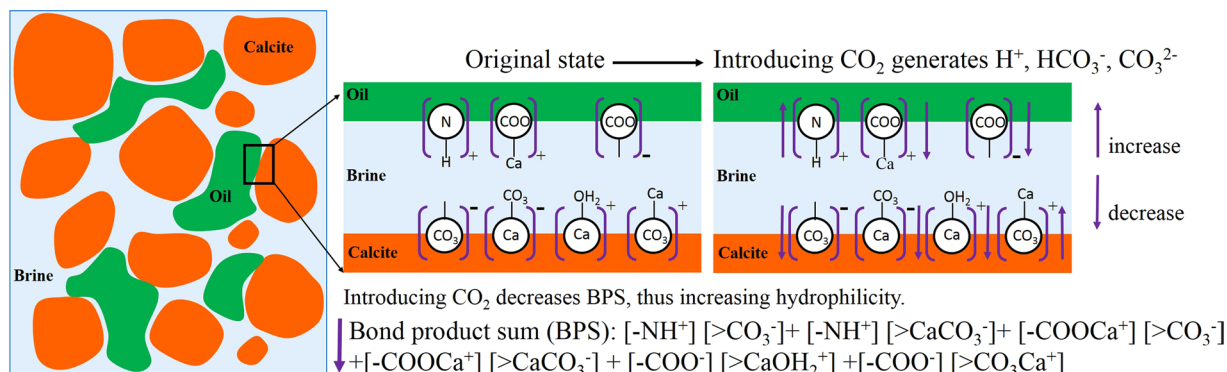 Calcite
Oil
Brine
Original state
Introducing CO₂ generates H⁺, HCO₃⁻, CO₃²⁻
Oil
N
H
+
COO
Ca
+
COO
-
Brine
CO₃
-
CO₃
Ca
-
OH₂
Ca
+
Ca
CO₃
+
Calcite
Oil
N
H
+
COO
Ca
+
COO
-
Brine
CO₃
-
CO₃
Ca
-
OH₂
Ca
+
Ca
CO₃
+
Calcite
increase
decrease
Introducing CO₂ decreases BPS, thus increasing hydrophilicity.
Bond product sum (BPS): [-NH⁺] [>CO₃⁻]+ [-NH⁺] [>CaCO₃⁻]+ [-COOCa⁺] [>CO₃⁻]
+[-COOCa⁺] [>CaCO₃⁻] + [-COO⁻] [>CaOH₂⁺] +[-COO⁻] [>CO₃Ca⁺]